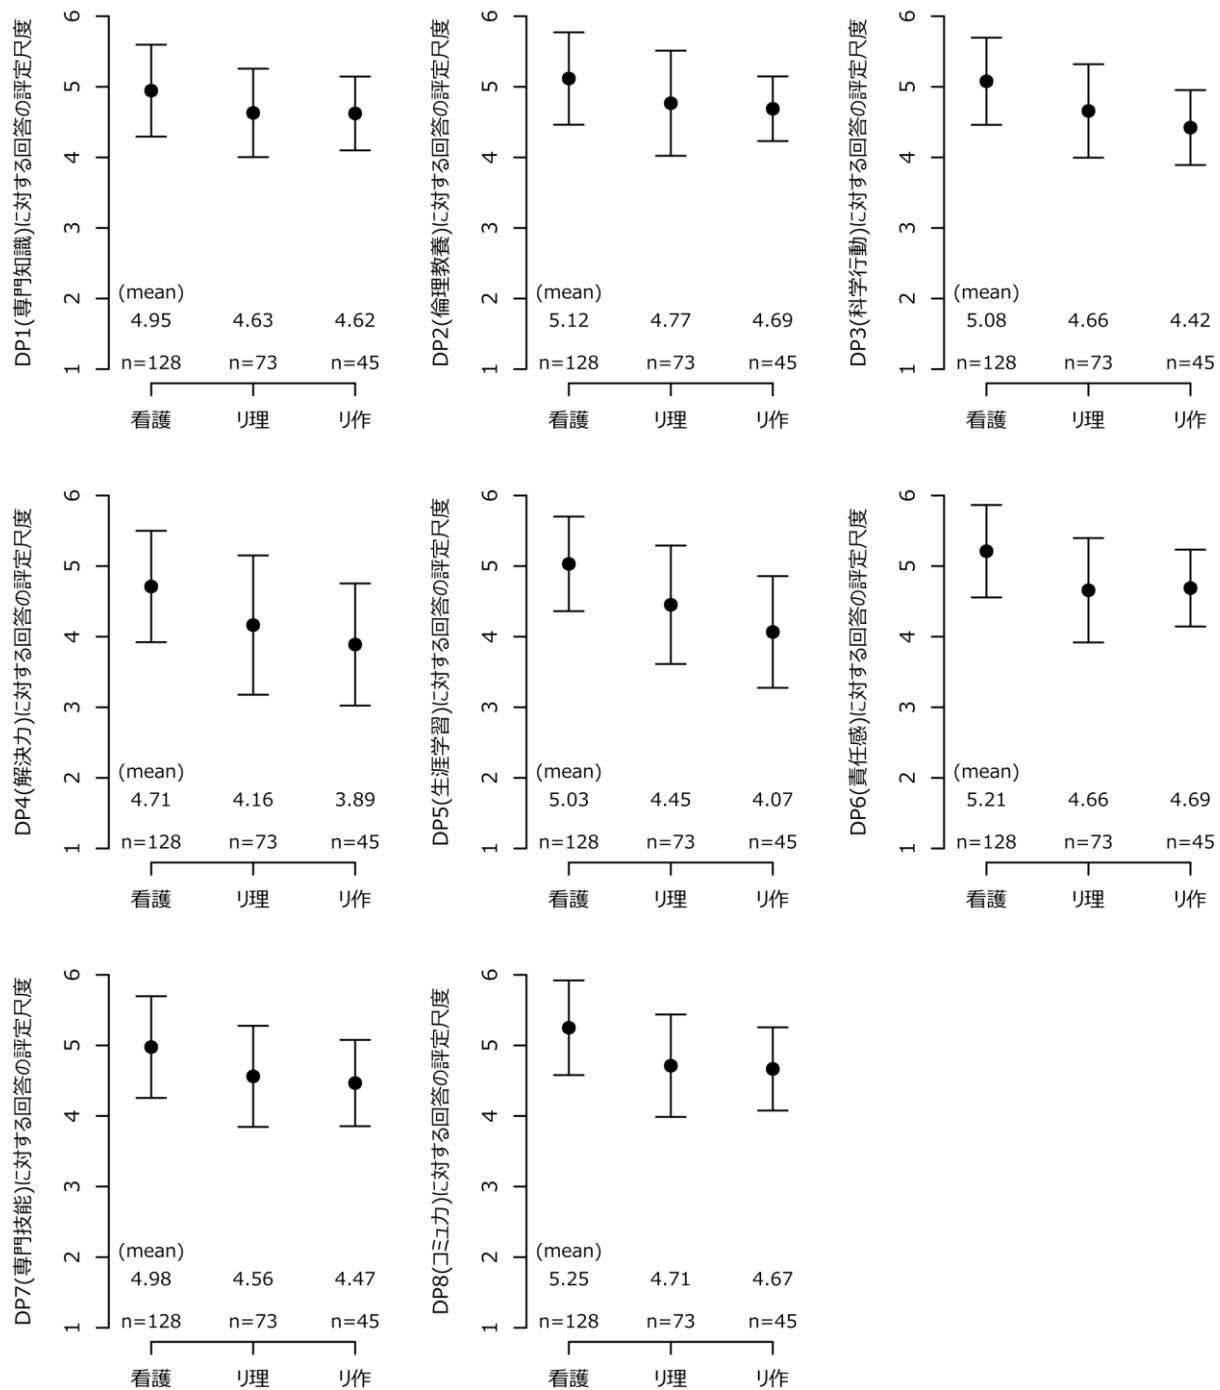 DP1(専門知識)に対する回答の評定尺度
6
5
4
3
2
1
(mean)
4.95 4.63 4.62
n=128 n=73 n=45
看護 リ理 リ作
DP2(倫理教養)に対する回答の評定尺度
6
5
4
3
2
1
(mean)
5.12 4.77 4.69
n=128 n=73 n=45
看護 リ理 リ作
DP3(科学行動)に対する回答の評定尺度
6
5
4
3
2
1
(mean)
5.08 4.66 4.42
n=128 n=73 n=45
看護 リ理 リ作
DP4(解決力)に対する回答の評定尺度
6
5
4
3
2
1
(mean)
4.71 4.16 3.89
n=128 n=73 n=45
看護 リ理 リ作
DP5(生涯学習)に対する回答の評定尺度
6
5
4
3
2
1
(mean)
5.03 4.45 4.07
n=128 n=73 n=45
看護 リ理 リ作
DP6(責任感)に対する回答の評定尺度
6
5
4
3
2
1
(mean)
5.21 4.66 4.69
n=128 n=73 n=45
看護 リ理 リ作
DP7(専門技能)に対する回答の評定尺度
6
5
4
3
2
1
(mean)
4.98 4.56 4.47
n=128 n=73 n=45
看護 リ理 リ作
DP8(コミュ力)に対する回答の評定尺度
6
5
4
3
2
1
(mean)
5.25 4.71 4.67
n=128 n=73 n=45
看護 リ理 リ作